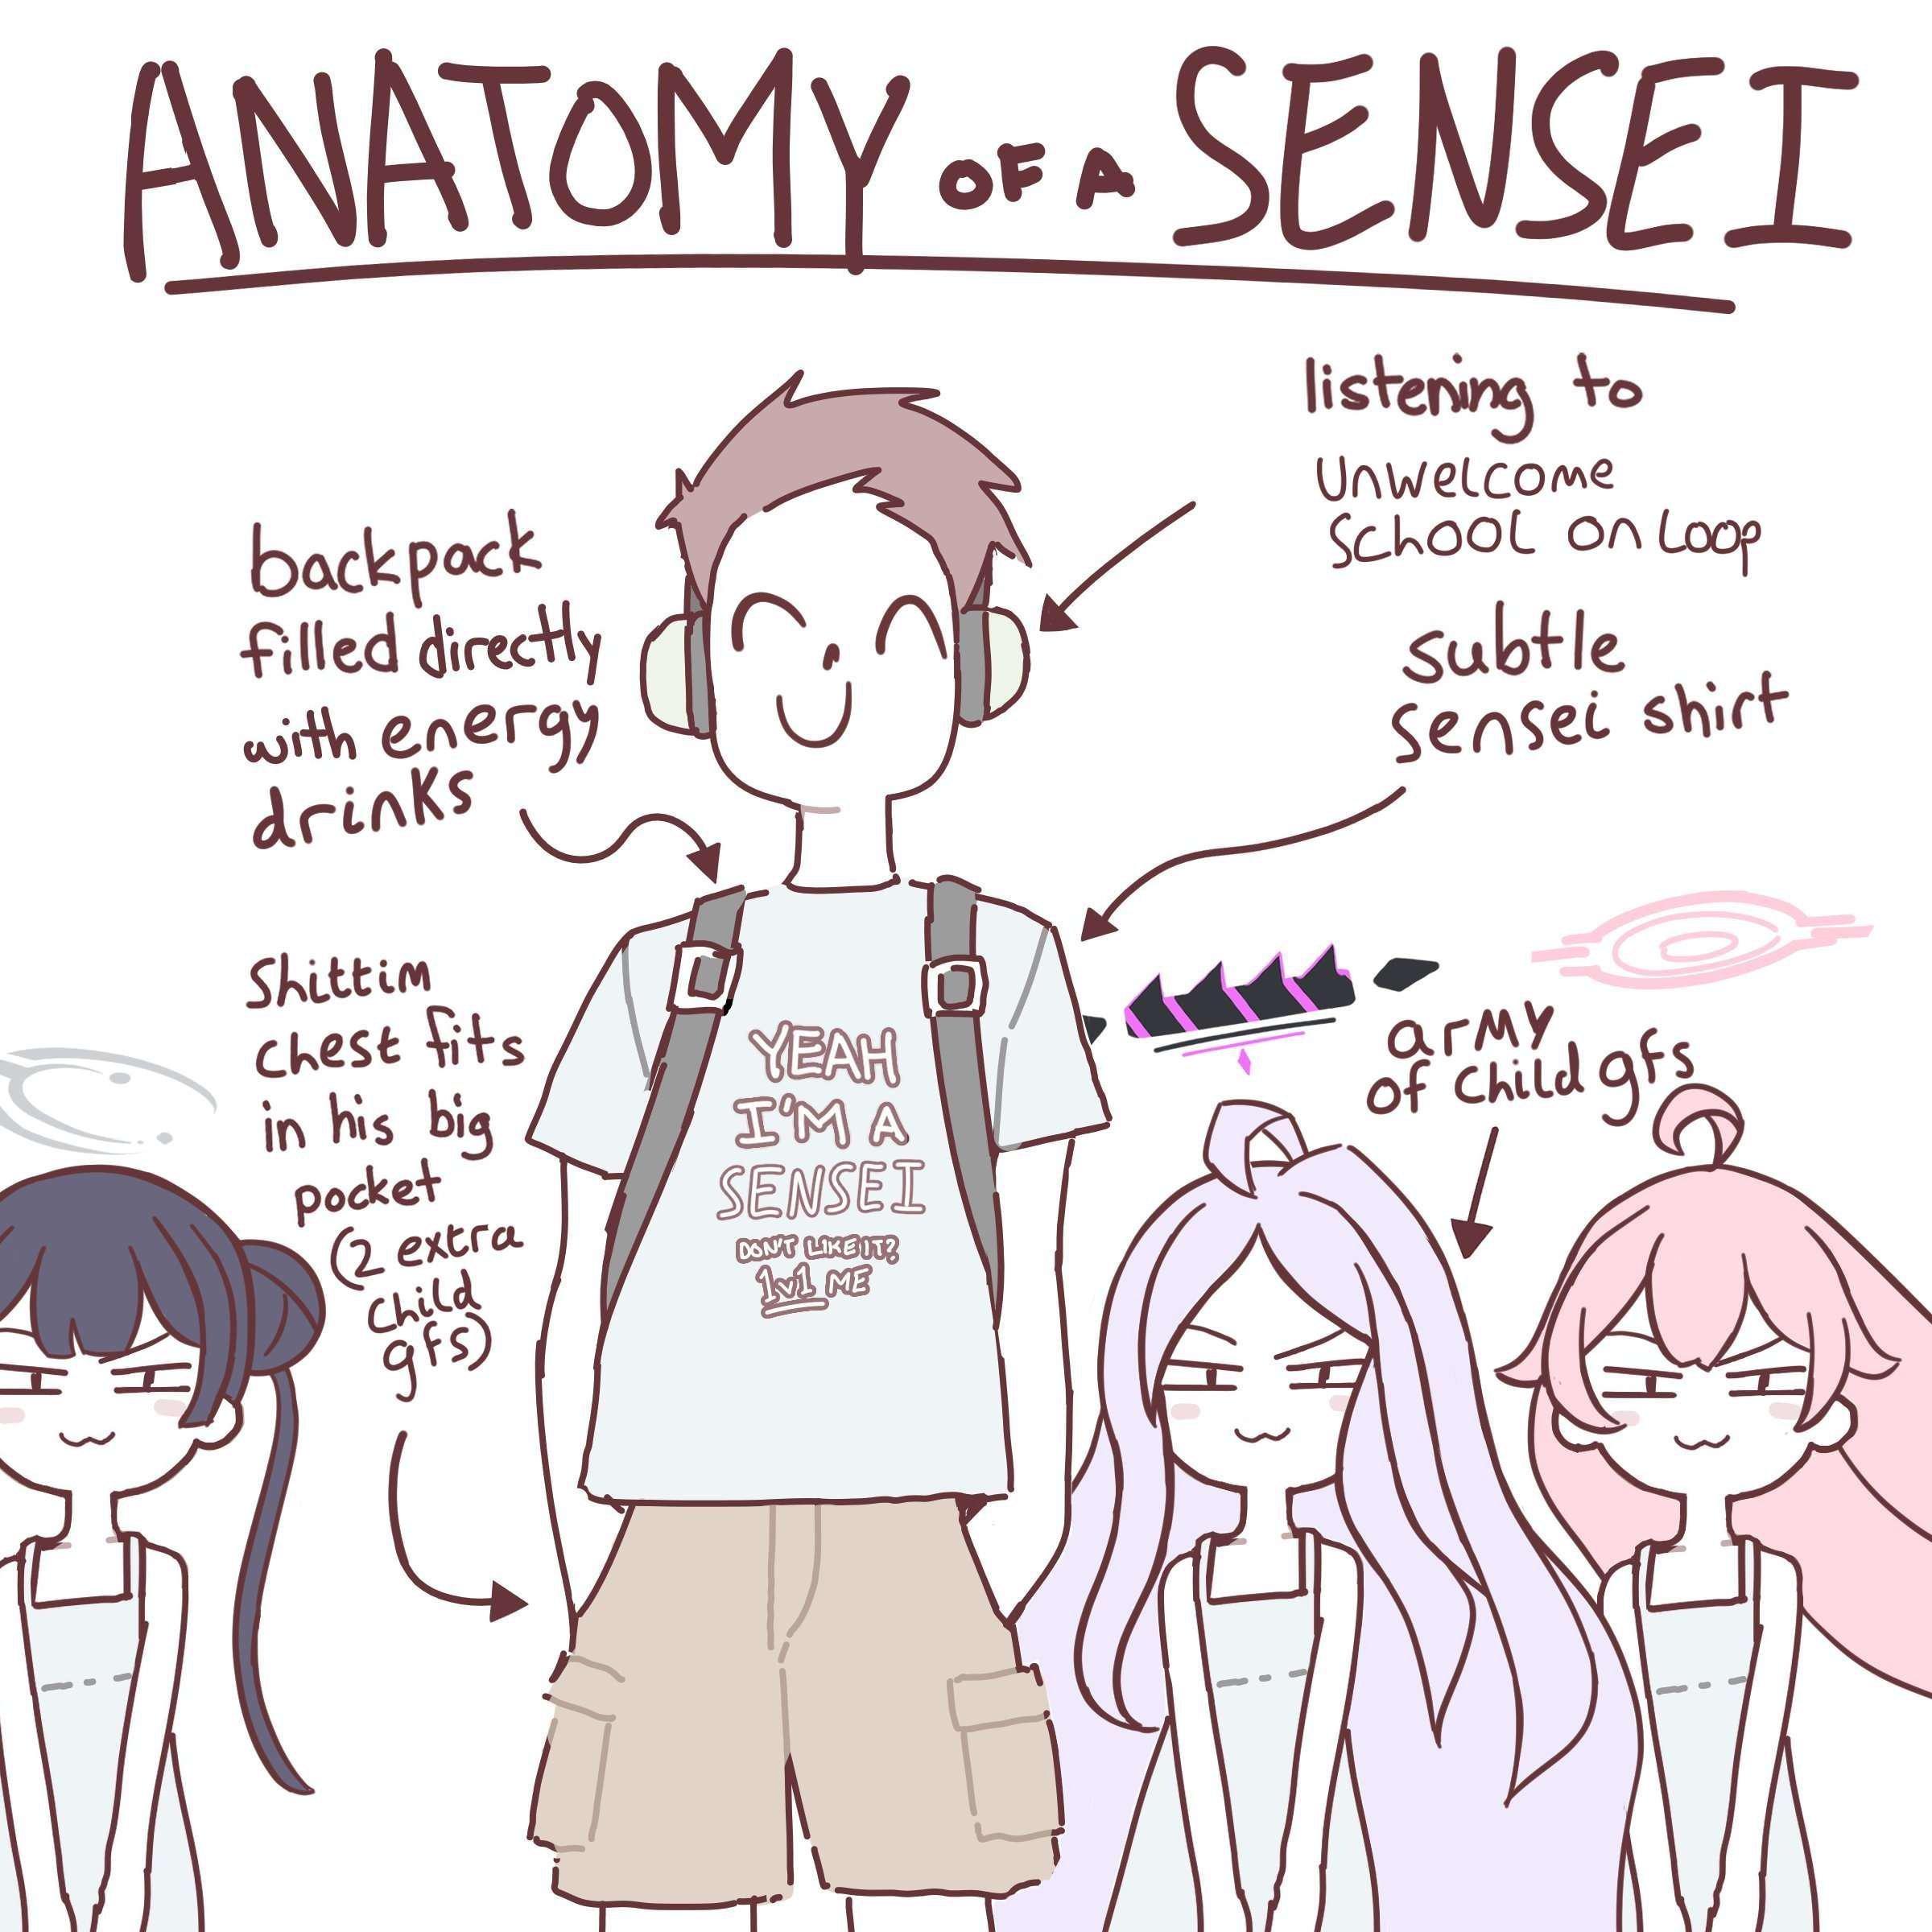 ANATOMY OF A SENSEI
listening to
UNWELCOME
SCHOOL ON LOOP
backpack
filled directly
with energy
drinks
subtle
sensei shirt
Shittim
chest fits
in his big
pocket
(2 extra
child
gfs)
YEAH
I'M A
SENSEI
DON'T LIKE IT?
1V1 ME
army
of child gfs